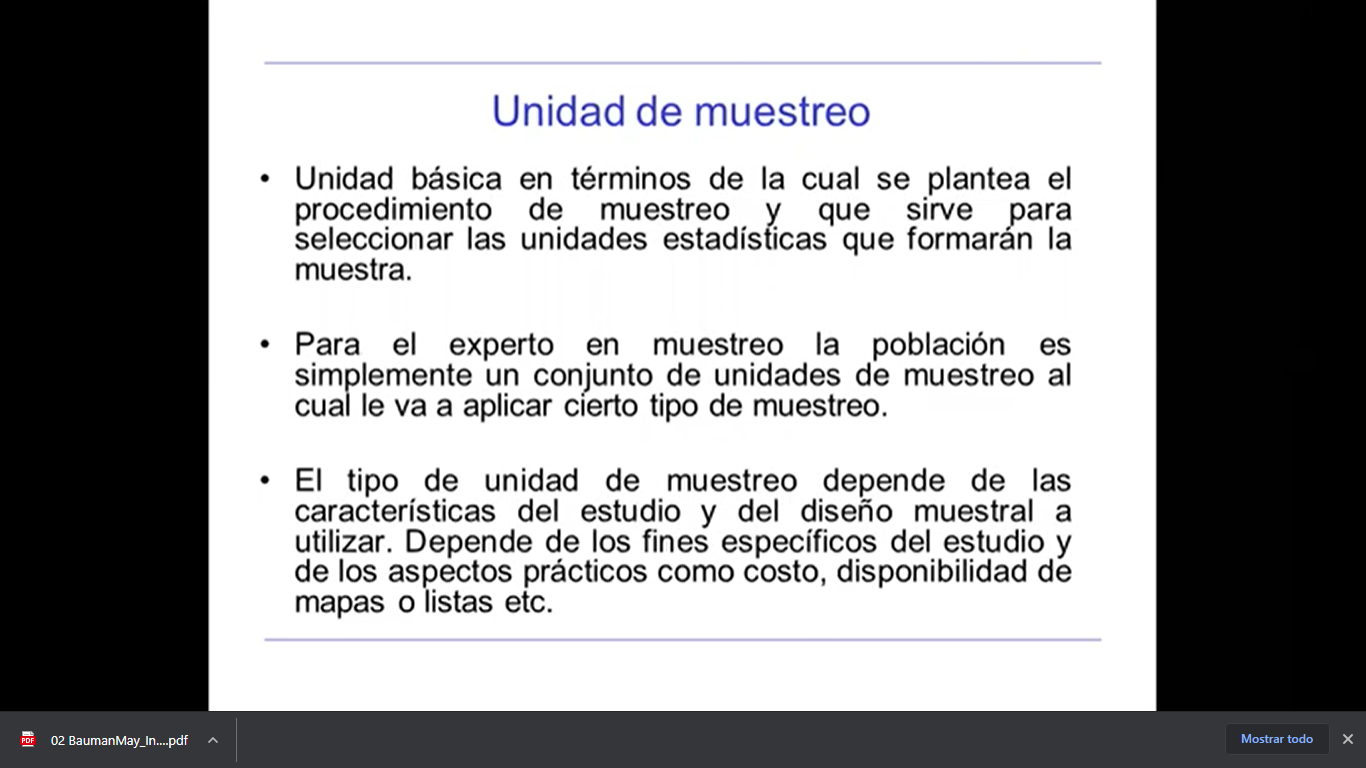 Unidad de muestreo
• Unidad básica en términos de la cual se plantea el
procedimiento de muestreo y que sirve para
seleccionar las unidades estadísticas que formarán la
muestra.
• Para el experto en muestreo la población es
simplemente un conjunto de unidades de muestreo al
cual le va a aplicar cierto tipo de muestreo.
• El tipo de unidad de muestreo depende de las
características del estudio y del diseño muestral a
utilizar. Depende de los fines específicos del estudio y
de los aspectos prácticos como costo, disponibilidad de
mapas o listas etc.
PDF 02 BaumanMay_In....pdf
Mostrar todo